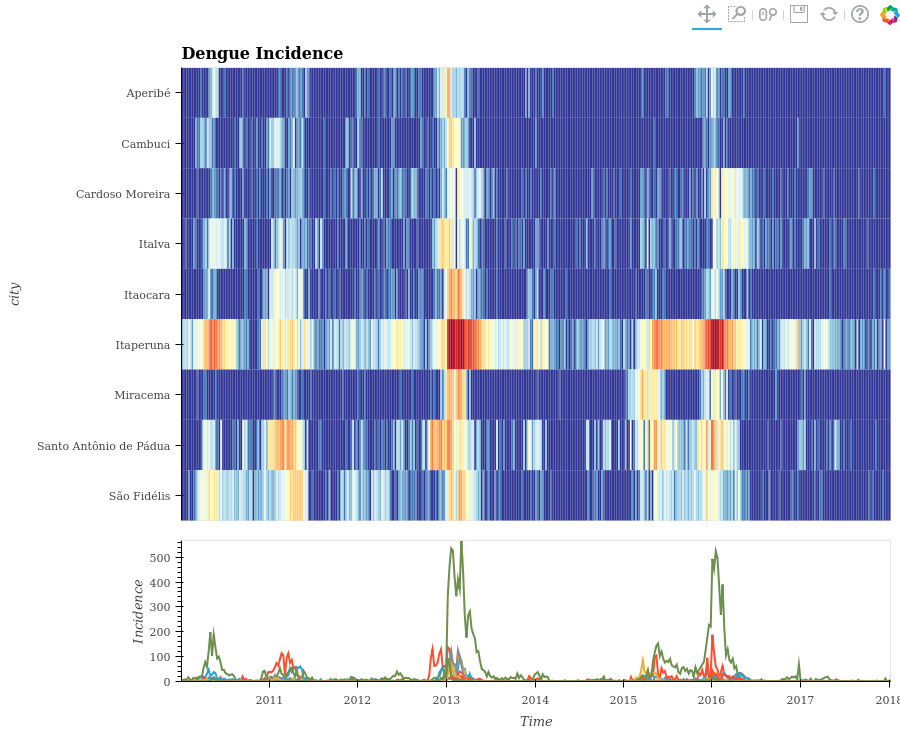 Dengue Incidence
city
Aperibé
Cambuci
Cardoso Moreira
Italva
Itaocara
Itaperuna
Miracema
Santo Antônio de Pádua
São Fidélis
Incidence
500
400
300
200
100
0
2011 2012 2013 2014 2015 2016 2017 2018
Time